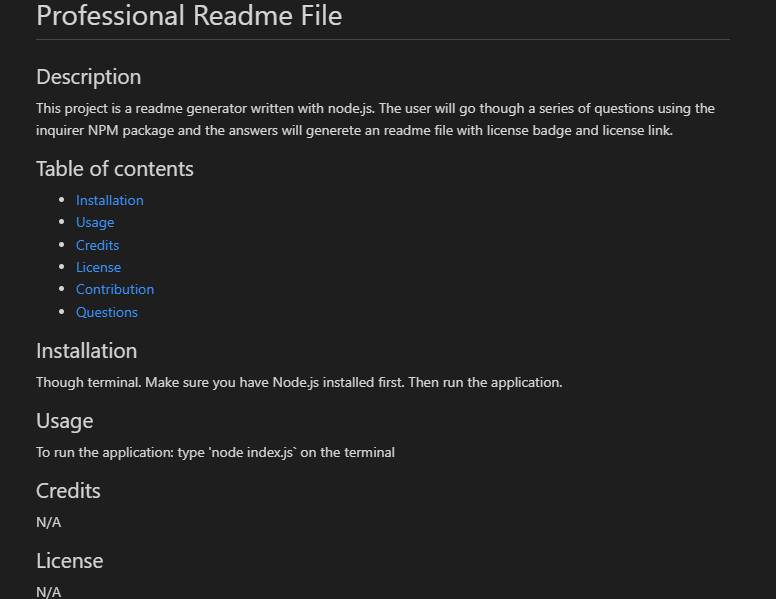 Professional Readme File
Description
This project is a readme generator written with node.js. The user will go though a series of questions using the
inquirer NPM package and the answers will generete an readme file with license badge and license link.
Table of contents
Installation
Usage
Credits
License
Contribution
Questions
Installation
Though terminal. Make sure you have Node.js installed first. Then run the application.
Usage
To run the application: type 'node index.js` on the terminal
Credits
N/A
License
N/A